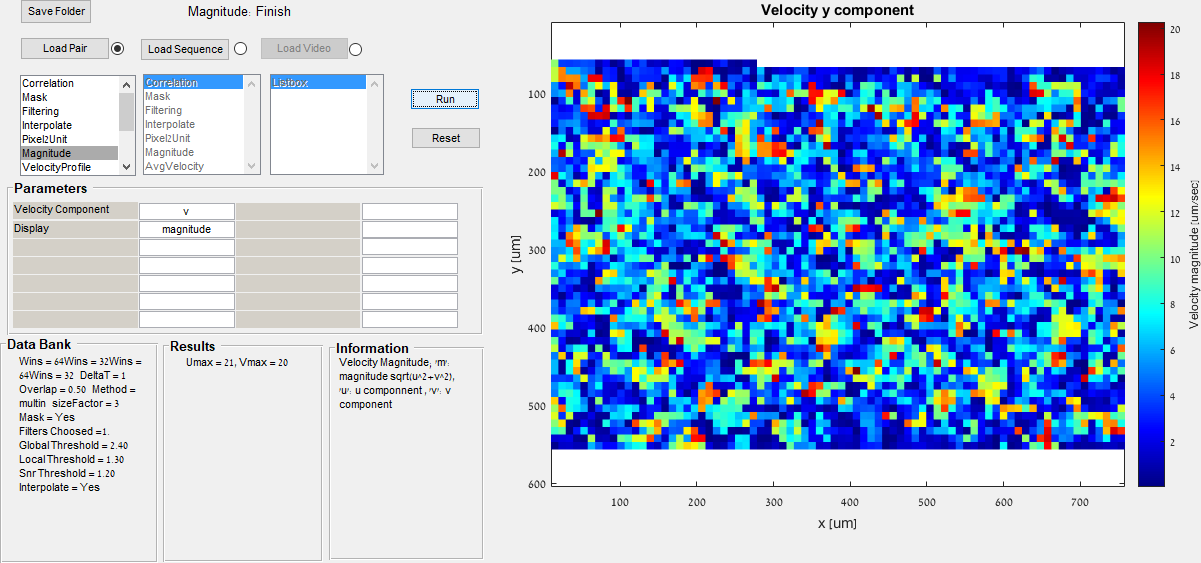 Save Folder
Magnitude: Finish
Load Pair
Load Sequence
Load Video
Correlation
Mask
Filtering
Interpolate
Pixel2Unit
Magnitude
VelocityProfile
Correlation
Mask
Filtering
Interpolate
Pixel2Unit
Magnitude
AvgVelocity
Listbox
Run
Reset
Parameters
Velocity Component
v
Display
magnitude
Data Bank
Wins = 64Wins = 32Wins =
64Wins = 32 DeltaT = 1
Overlap = 0.50 Method =
multin sizeFactor = 3
Mask = Yes
Filters Choosed =1.
Global Threshold = 2.40
Local Threshold = 1.30
Snr Threshold = 1.20
Interpolate = Yes
Results
Umax = 21, Vmax = 20
Information
Velocity Magnitude, 'm':
magnitude sqrt(u^2+v^2),
'u': u componnent , 'v': v
component
Velocity y component
y [um]
100
200
300
400
500
600
100
200
300
400
500
600
700
x [um]
20
18
16
14
12
10
8
6
4
2
Velocity magnitude [um/sec]